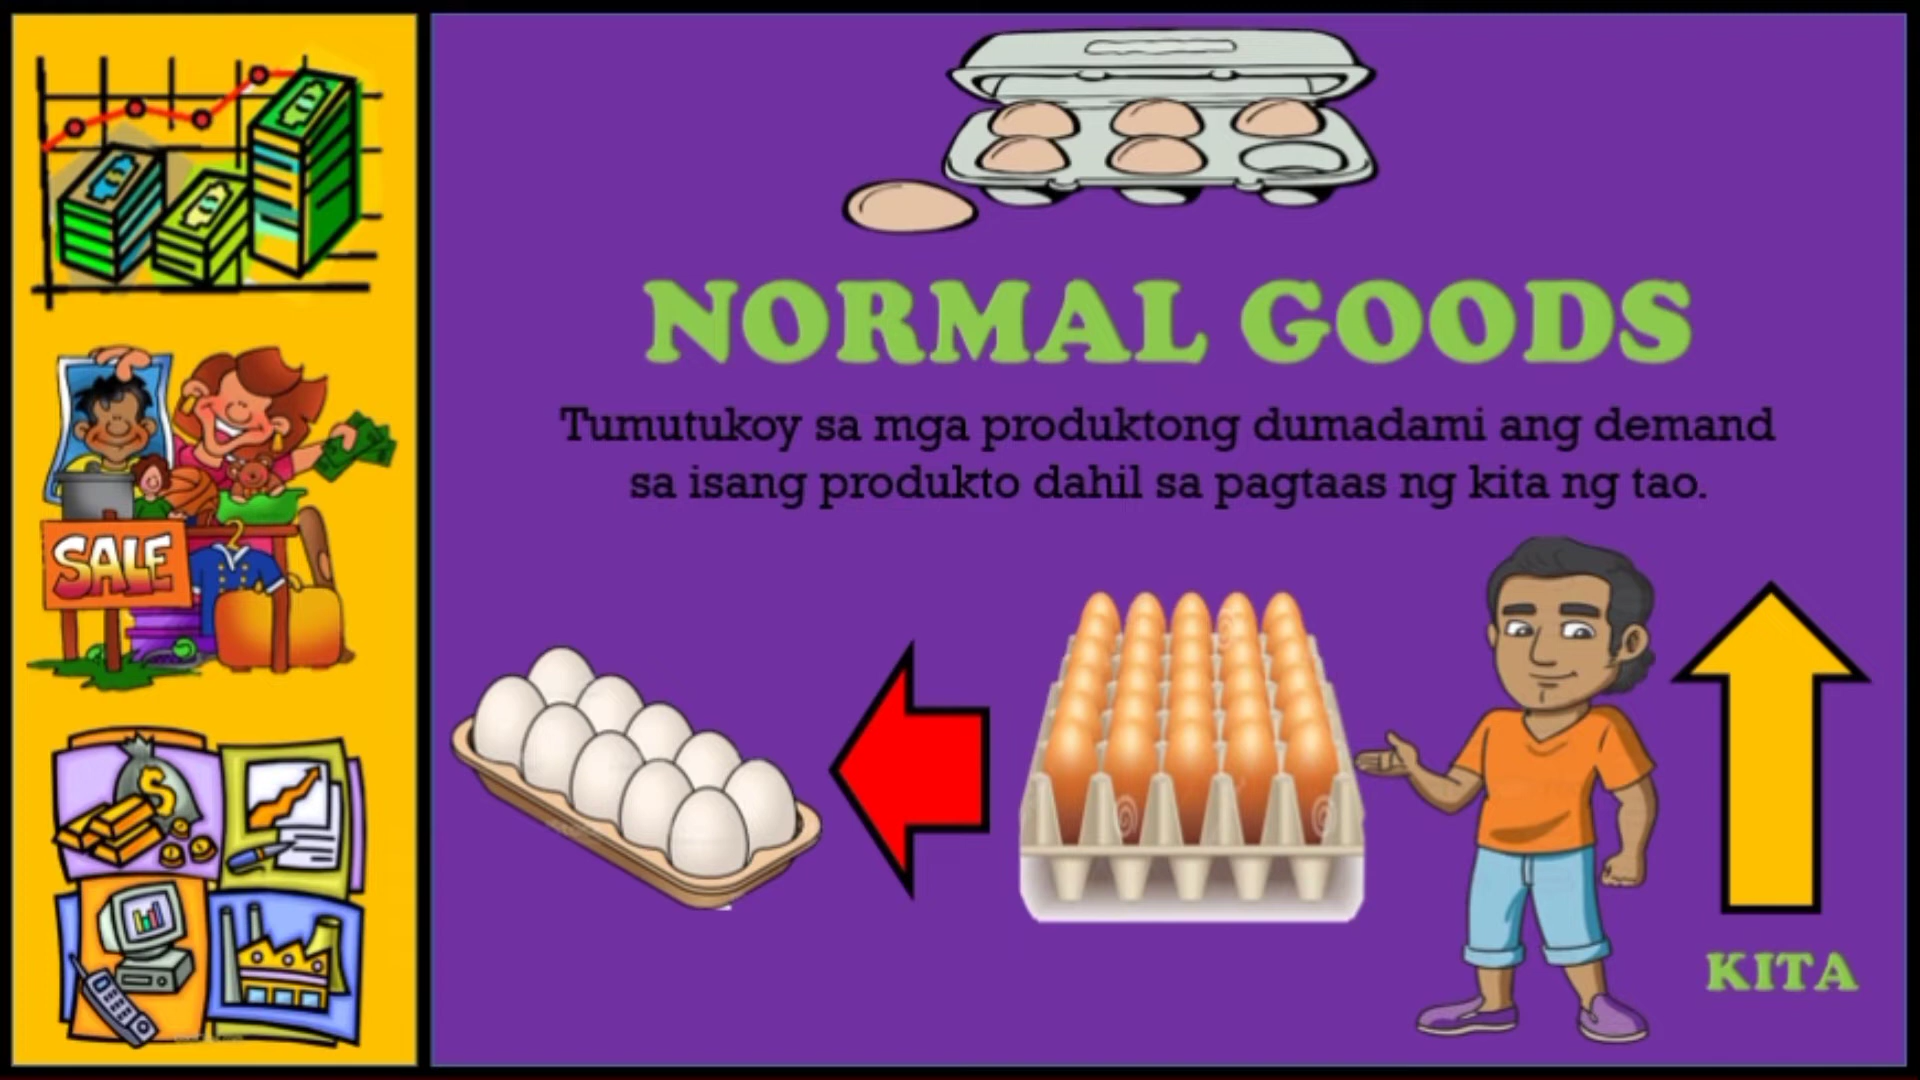 NORMAL GOODS
Tumutukoy sa mga produktong dumadami ang demand
sa isang produkto dahil sa pagtaas ng kita ng tao.
SALE
KITA